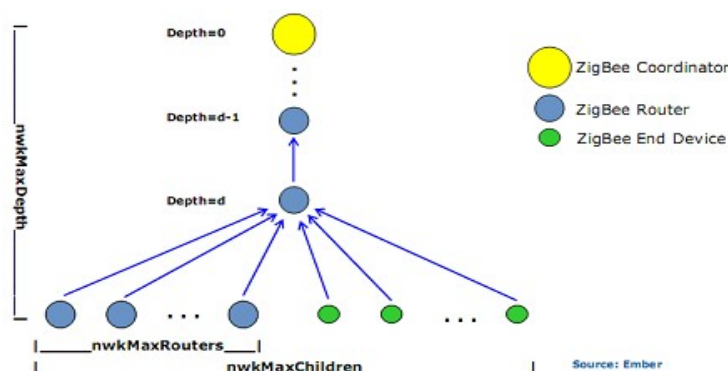 Depth=0
ZigBee Coordinator
Depth=d-1
ZigBee Router
ZigBee End Device
nwkMaxDepth
Depth=d
nwkMaxRouters
nwkMaxChildren
Source: Ember